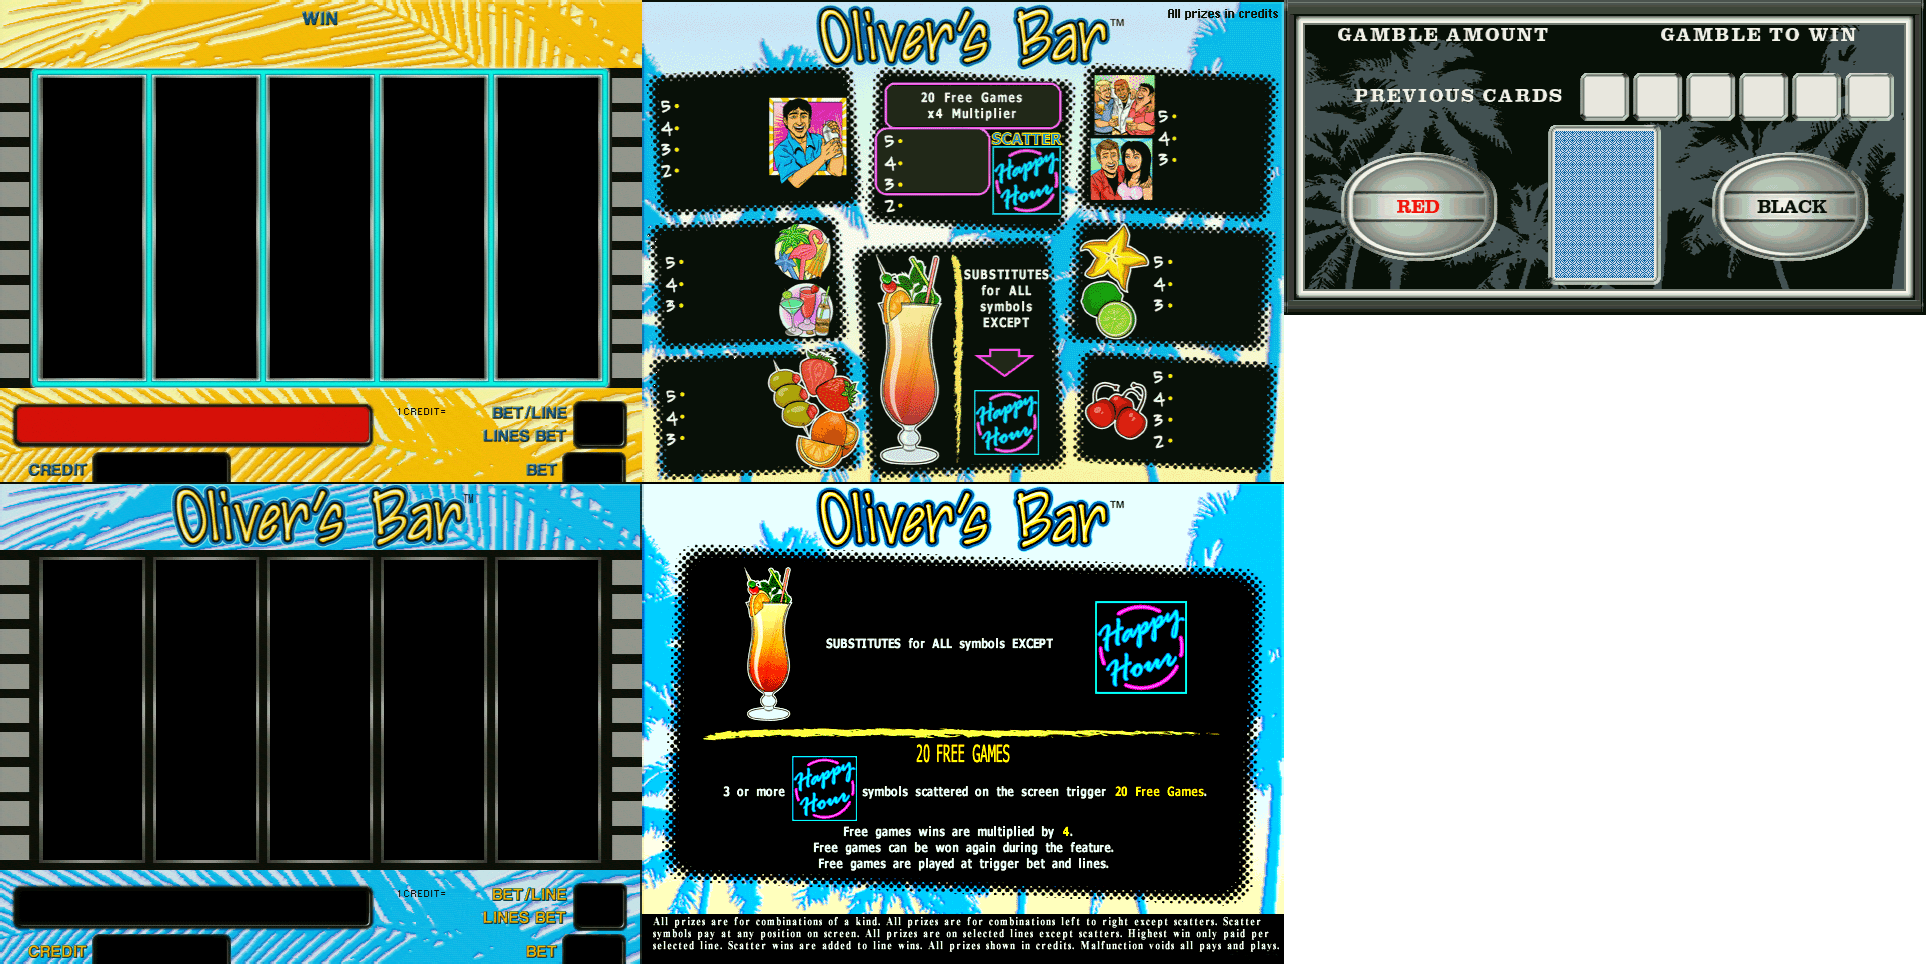 WIN
1 CREDIT=
BET/LINE
LINES BET
CREDIT
BET
Oliver's Bar™
All prizes in credits
5
4
3
2
20 Free Games
x4 Multiplier
SCATTER
5
4
3
2
Happy
Hour
5
4
3
5
4
3
SUBSTITUTES
for ALL
symbols
EXCEPT
Happy
Hour
5
4
3
5
4
3
5
4
3
2
GAMBLE AMOUNT
GAMBLE TO WIN
PREVIOUS CARDS
RED
BLACK
Oliver's Bar™
1 CREDIT=
BET/LINE
LINES BET
CREDIT
BET
Oliver's Bar™
SUBSTITUTES for ALL symbols EXCEPT
Happy
Hour
20 FREE GAMES
3 or more Happy Hour symbols scattered on the screen trigger 20 Free Games.
Free games wins are multiplied by 4.
Free games can be won again during the feature.
Free games are played at trigger bet and lines.
All prizes are for combinations of a kind. All prizes are for combinations left to right except scatters. Scatter
symbols pay at any position on screen. All prizes are on selected lines except scatters. Highest win only paid per
selected line. Scatter wins are added to line wins. All prizes shown in credits. Malfunction voids all pays and plays.